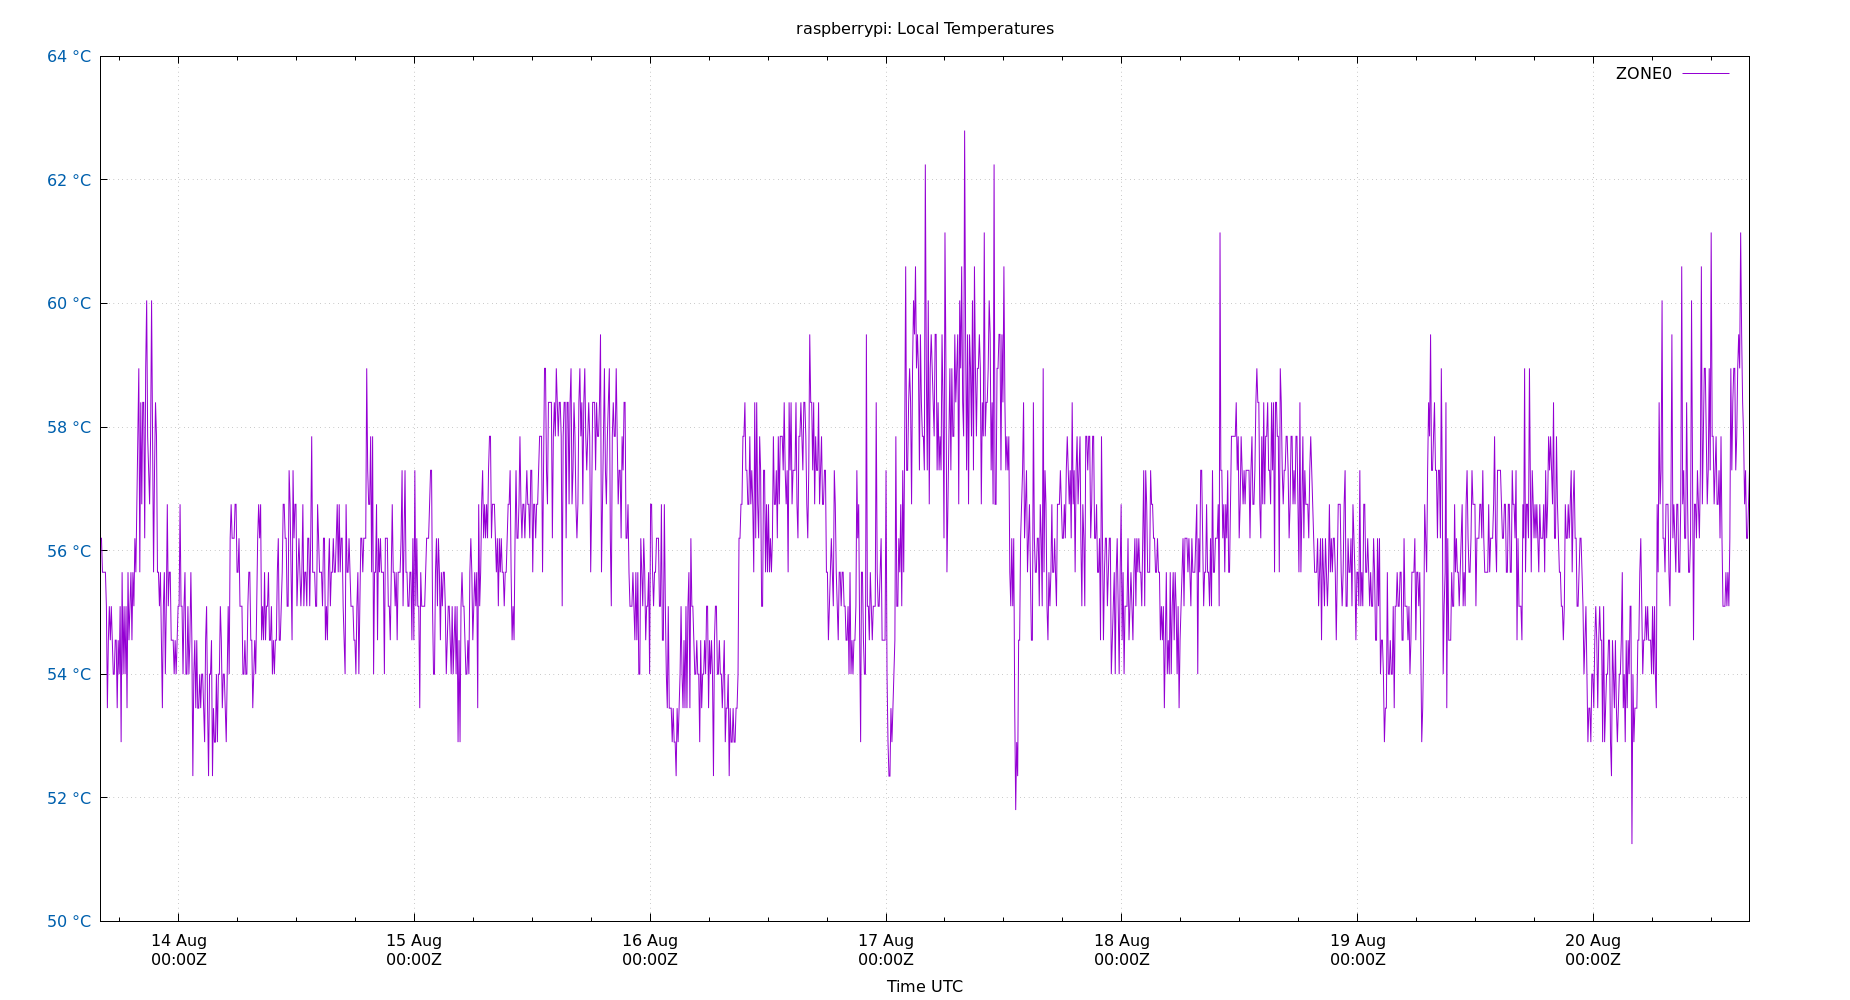 raspberrypi: Local Temperatures
64 °C
ZONE0
62 °C
60 °C
58 °C
56 °C
54 °C
52 °C
50 °C
14 Aug 15 Aug 16 Aug 17 Aug 18 Aug 19 Aug 20 Aug
00:00Z 00:00Z 00:00Z 00:00Z 00:00Z 00:00Z 00:00Z
Time UTC